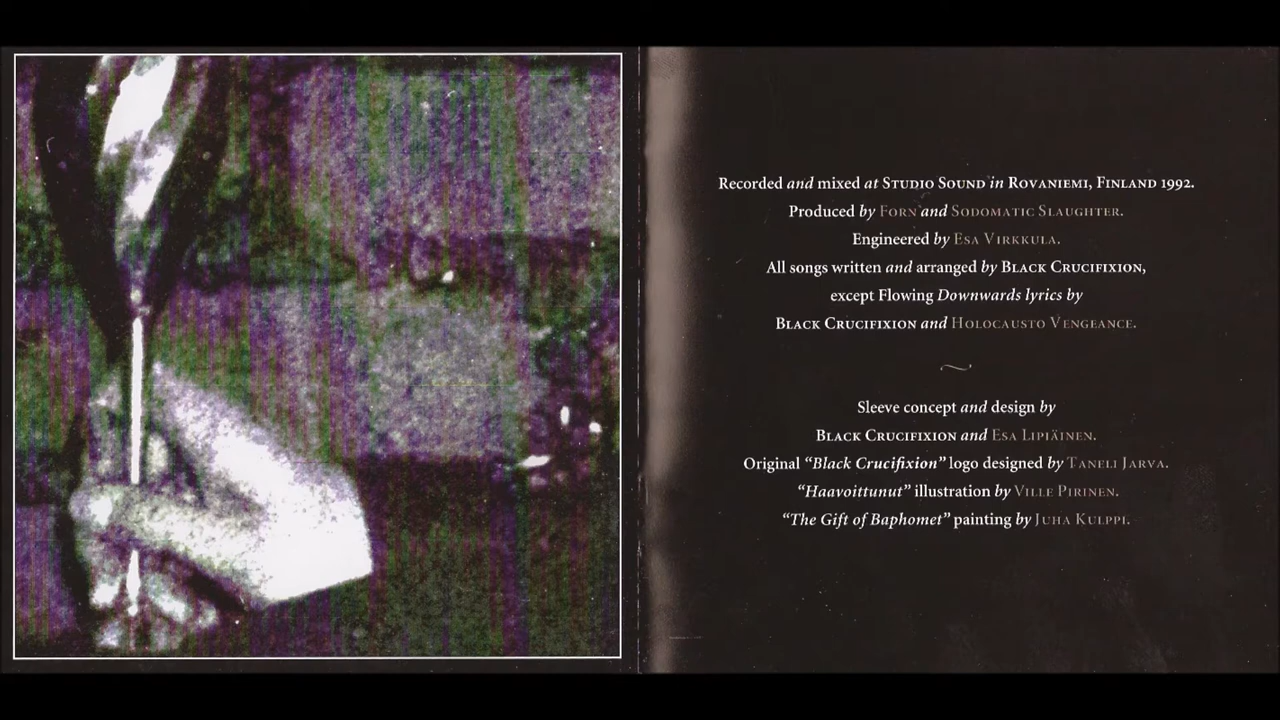 Recorded and mixed at STUDIO SOUND in ROVANIEMI, FINLAND 1992.
Produced by FORN and SODOMATIC SLAUGHTER.
Engineered by ESA VIRKKULA.
All songs written and arranged by BLACK CRUCIFIXION,
except Flowing Downwards lyrics by
BLACK CRUCIFIXION and HOLOCAUSTO VENGEANCE.
Sleeve concept and design by
BLACK CRUCIFIXION and ESA LIPIÄINEN.
Original “Black Crucifixion” logo designed by TANELI JARVA.
“Haavoittunut” illustration by VILLE PIRINEN.
“The Gift of Baphomet” painting by JUHA KULPPI.